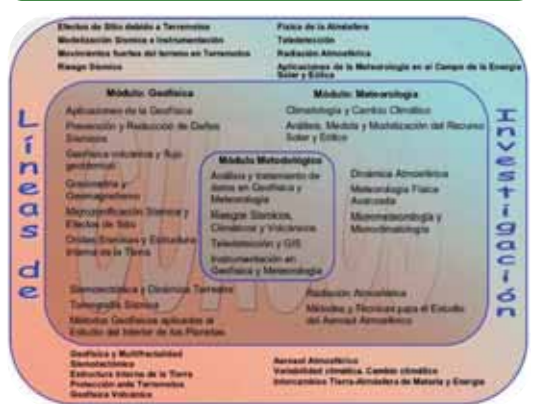 Efectos de Sitio debido a Terremotos
Modelización Sísmica e Instrumentación
Movimientos fuertes del terreno en Terremotos
Riesgo Sísmico
Física de la Atmósfera
Teledetección
Radiación Atmosférica
Aplicaciones de la Meteorología en el Campo de la Energía
Solar y Eólica
Líneas de
Investigación
Módulo: Geofísica
Aplicaciones de la Geofísica
Prevención y Reducción de Daños
Sísmicos
Geofísica volcánica y flujo
geotérmico
Gravimetría y
Geomagnetismo
Microzonificación Sísmica y
Efectos de Sitio
Ondas Sísmicas y Estructura
Interna de la Tierra
Sismotectónica y Dinámica Terrestre
Tomografía Sísmica
Métodos Geofísicos aplicados al
Estudio del Interior de los Planetas
Módulo Metodológico
Análisis y tratamiento de
datos en Geofísica y
Meteorología
Riesgos Sísmicos,
Climáticos y Volcánicos
Teledetección y GIS
Instrumentación en
Geofísica y Meteorología
Módulo: Meteorología
Climatología y Cambio Climático
Análisis, Medida y Modelización del Recurso
Solar y Eólico
Dinámica Atmosférica
Meteorología Física
Avanzada
Micrometeorología y
Microclimatología
Radiación Atmosférica
Métodos y Técnicas para el Estudio
del Aerosol Atmosférico
CURSOS
Geofísica y Multifractalidad
Sismotectónica
Estructura Interna de la Tierra
Protección ante Terremotos
Geofísica Volcánica
Aerosol Atmosférico
Variabilidad climática. Cambio climático
Intercambios Tierra-Atmósfera de Materia y Energía